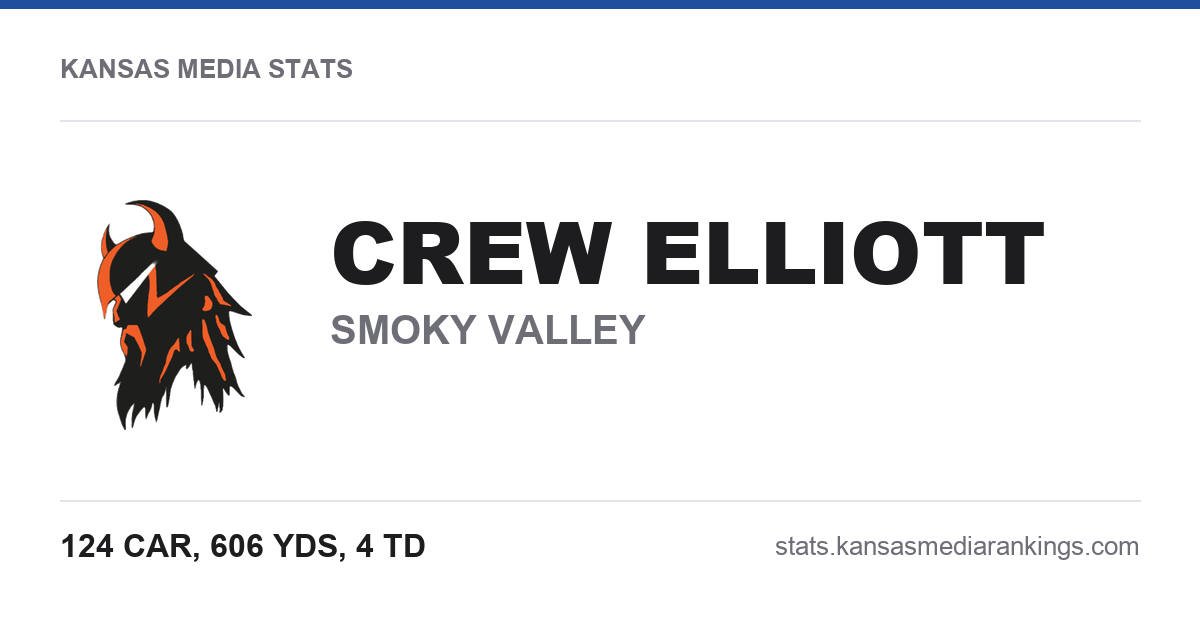 KANSAS MEDIA STATS
CREW ELLIOTT
SMOKY VALLEY
124 CAR, 606 YDS, 4 TD
stats.kansasmediarankings.com